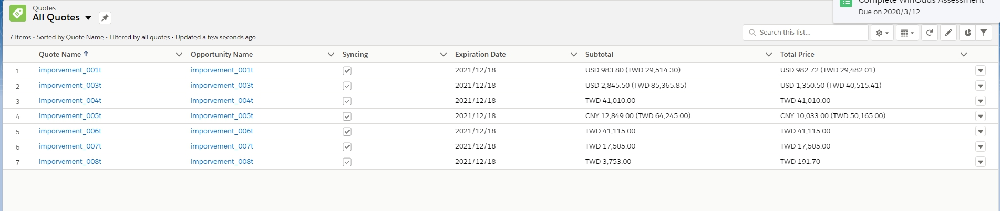 Quotes
All Quotes
Complete WinOdds Assessment
Due on 2020/3/12
7 items • Sorted by Quote Name • Filtered by all quotes • Updated a few seconds ago
Search this list...
Quote Name Opportunity Name Syncing Expiration Date Subtotal Total Price
1 imporvement_001t imporvement_001t 2021/12/18 USD 983.80 (TWD 29,514.30) USD 982.72 (TWD 29,482.01)
2 imporvement_003t imporvement_003t 2021/12/18 USD 2,845.50 (TWD 85,365.85) USD 1,350.50 (TWD 40,515.41)
3 imporvement_004t imporvement_004t 2021/12/18 TWD 41,010.00 TWD 41,010.00
4 imporvement_005t imporvement_005t 2021/12/18 CNY 12,849.00 (TWD 64,245.00) CNY 10,033.00 (TWD 50,165.00)
5 imporvement_006t imporvement_006t 2021/12/18 TWD 41,115.00 TWD 41,115.00
6 imporvement_007t imporvement_007t 2021/12/18 TWD 17,505.00 TWD 17,505.00
7 imporvement_008t imporvement_008t 2021/12/18 TWD 3,753.00 TWD 191.70